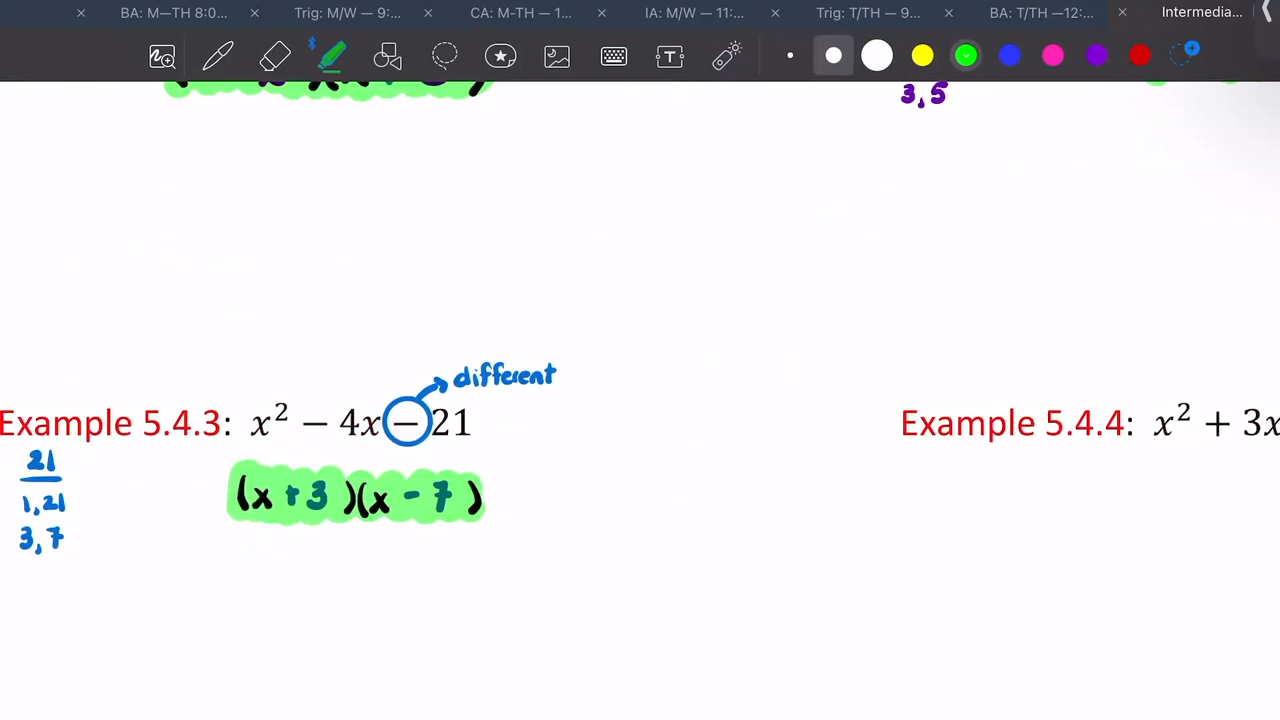 BA: M—TH 8:0...
Trig: M/W — 9:...
CA: M-TH — 1...
IA: M/W — 11:...
Trig: T/TH — 9...
BA: T/TH —12:...
Intermedia...
3, 5
different
Example 5.4.3: x² − 4x − 21
Example 5.4.4: x² + 3x
21
1, 21
3, 7
(x + 3)(x − 7)